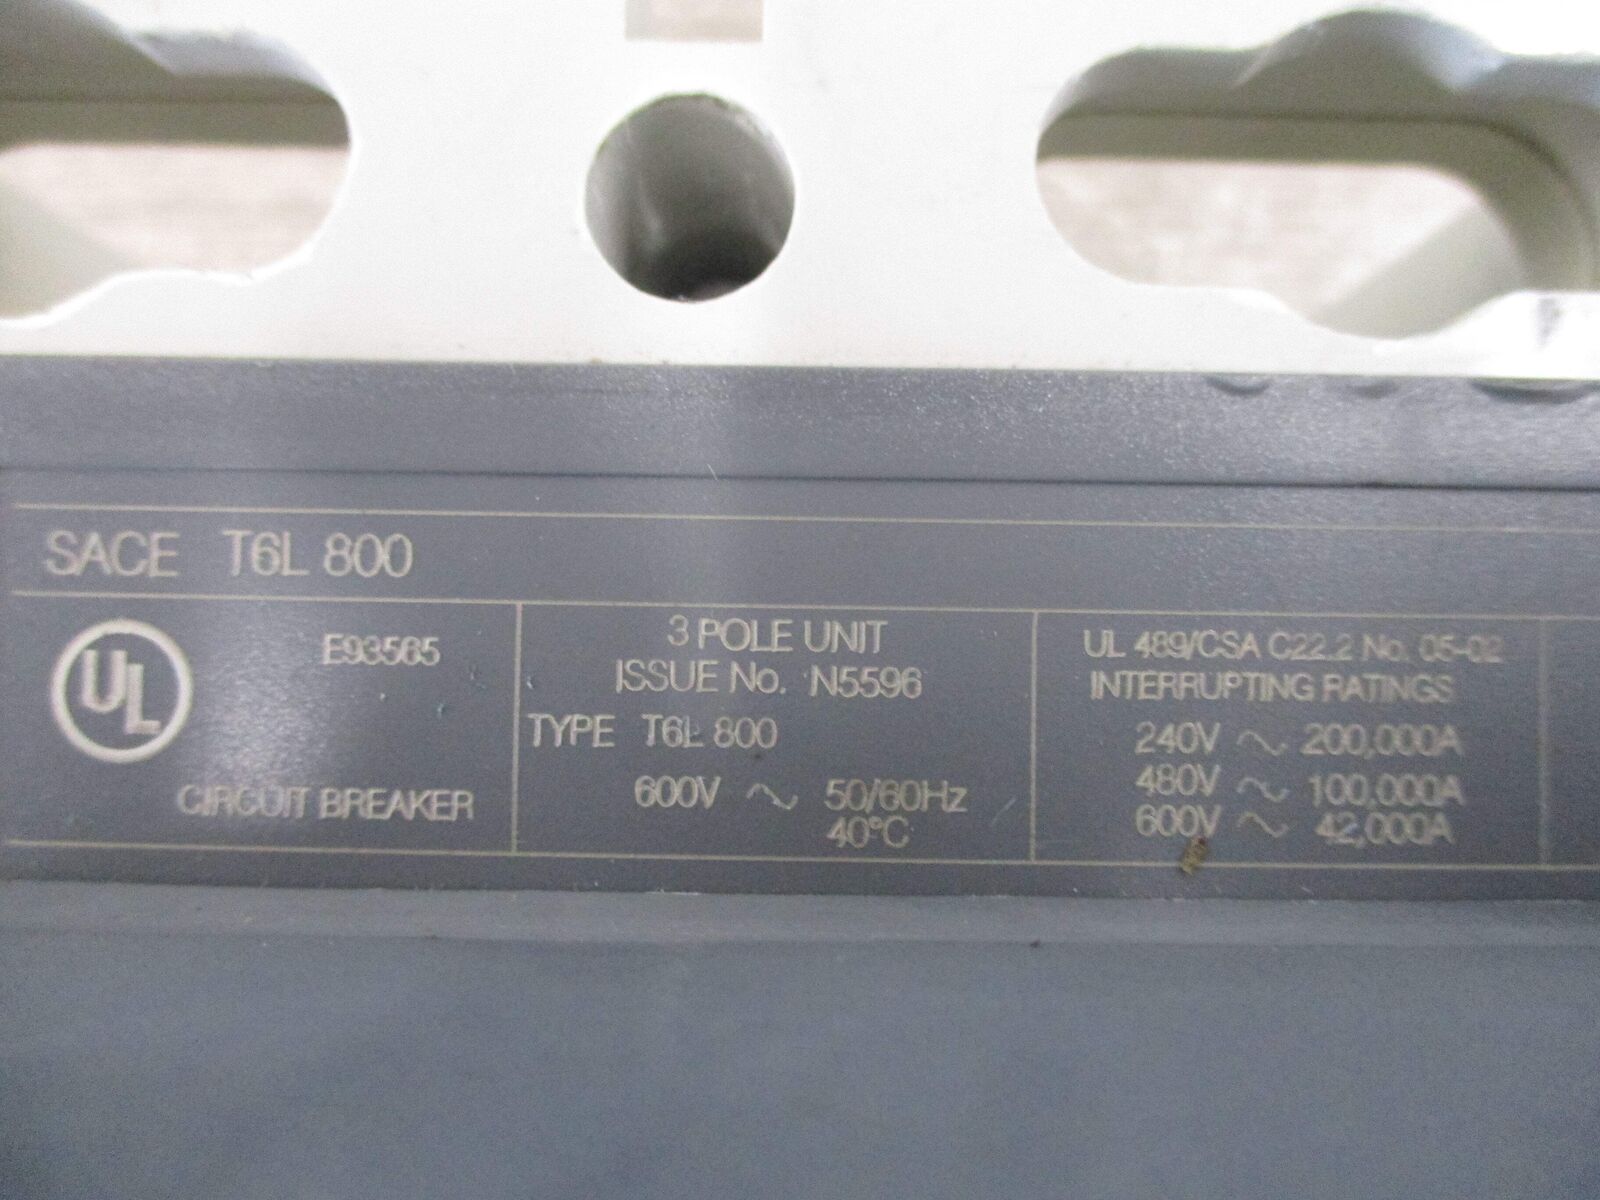 SACE T6L 800
UL
E93565
CIRCUIT BREAKER
3 POLE UNIT
ISSUE No. N5596
TYPE T6L 800
600V ~ 50/60Hz
40°C
UL 489/CSA C22.2 No. 05-02
INTERRUPTING RATINGS
240V ~ 200,000A
480V ~ 100,000A
600V ~ 42,000A